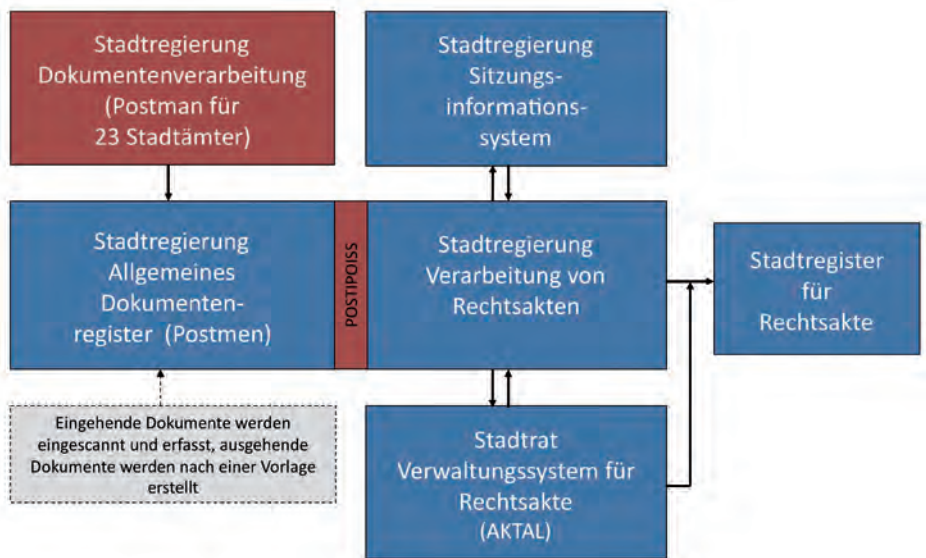 Stadtregierung
Dokumentenverarbeitung
(Postman für
23 Stadtämter)
Stadtregierung
Sitzungs-
informations-
system
Stadtregierung
Allgemeines
Dokumenten-
register (Postmen)
POSTIPOISS
Stadtregierung
Verarbeitung von
Rechtsakten
Stadtregister
für
Rechtsakte
Eingehende Dokumente werden
eingescannt und erfasst, ausgehende
Dokumente werden nach einer Vorlage
erstellt
Stadtrat
Verwaltungssystem für
Rechtsakte
(AKTAL)